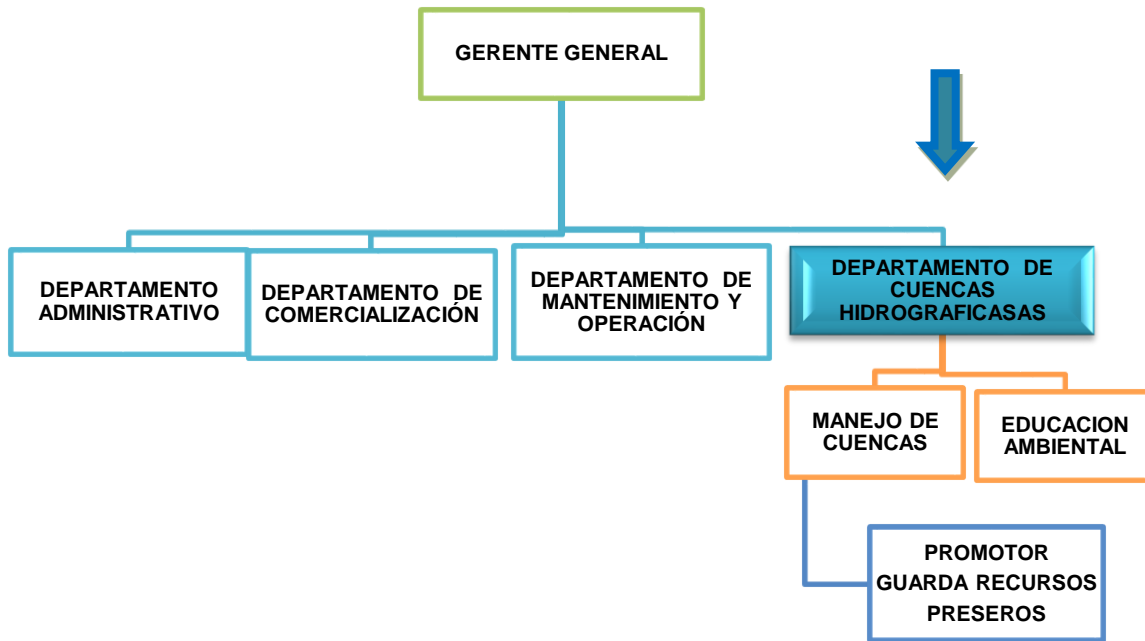 GERENTE GENERAL
DEPARTAMENTO
ADMINISTRATIVO
DEPARTAMENTO DE
COMERCIALIZACIÓN
DEPARTAMENTO DE
MANTENIMIENTO Y
OPERACIÓN
DEPARTAMENTO DE
CUENCAS
HIDROGRAFICASAS
MANEJO DE
CUENCAS
EDUCACION
AMBIENTAL
PROMOTOR
GUARDA RECURSOS
PRESEROS